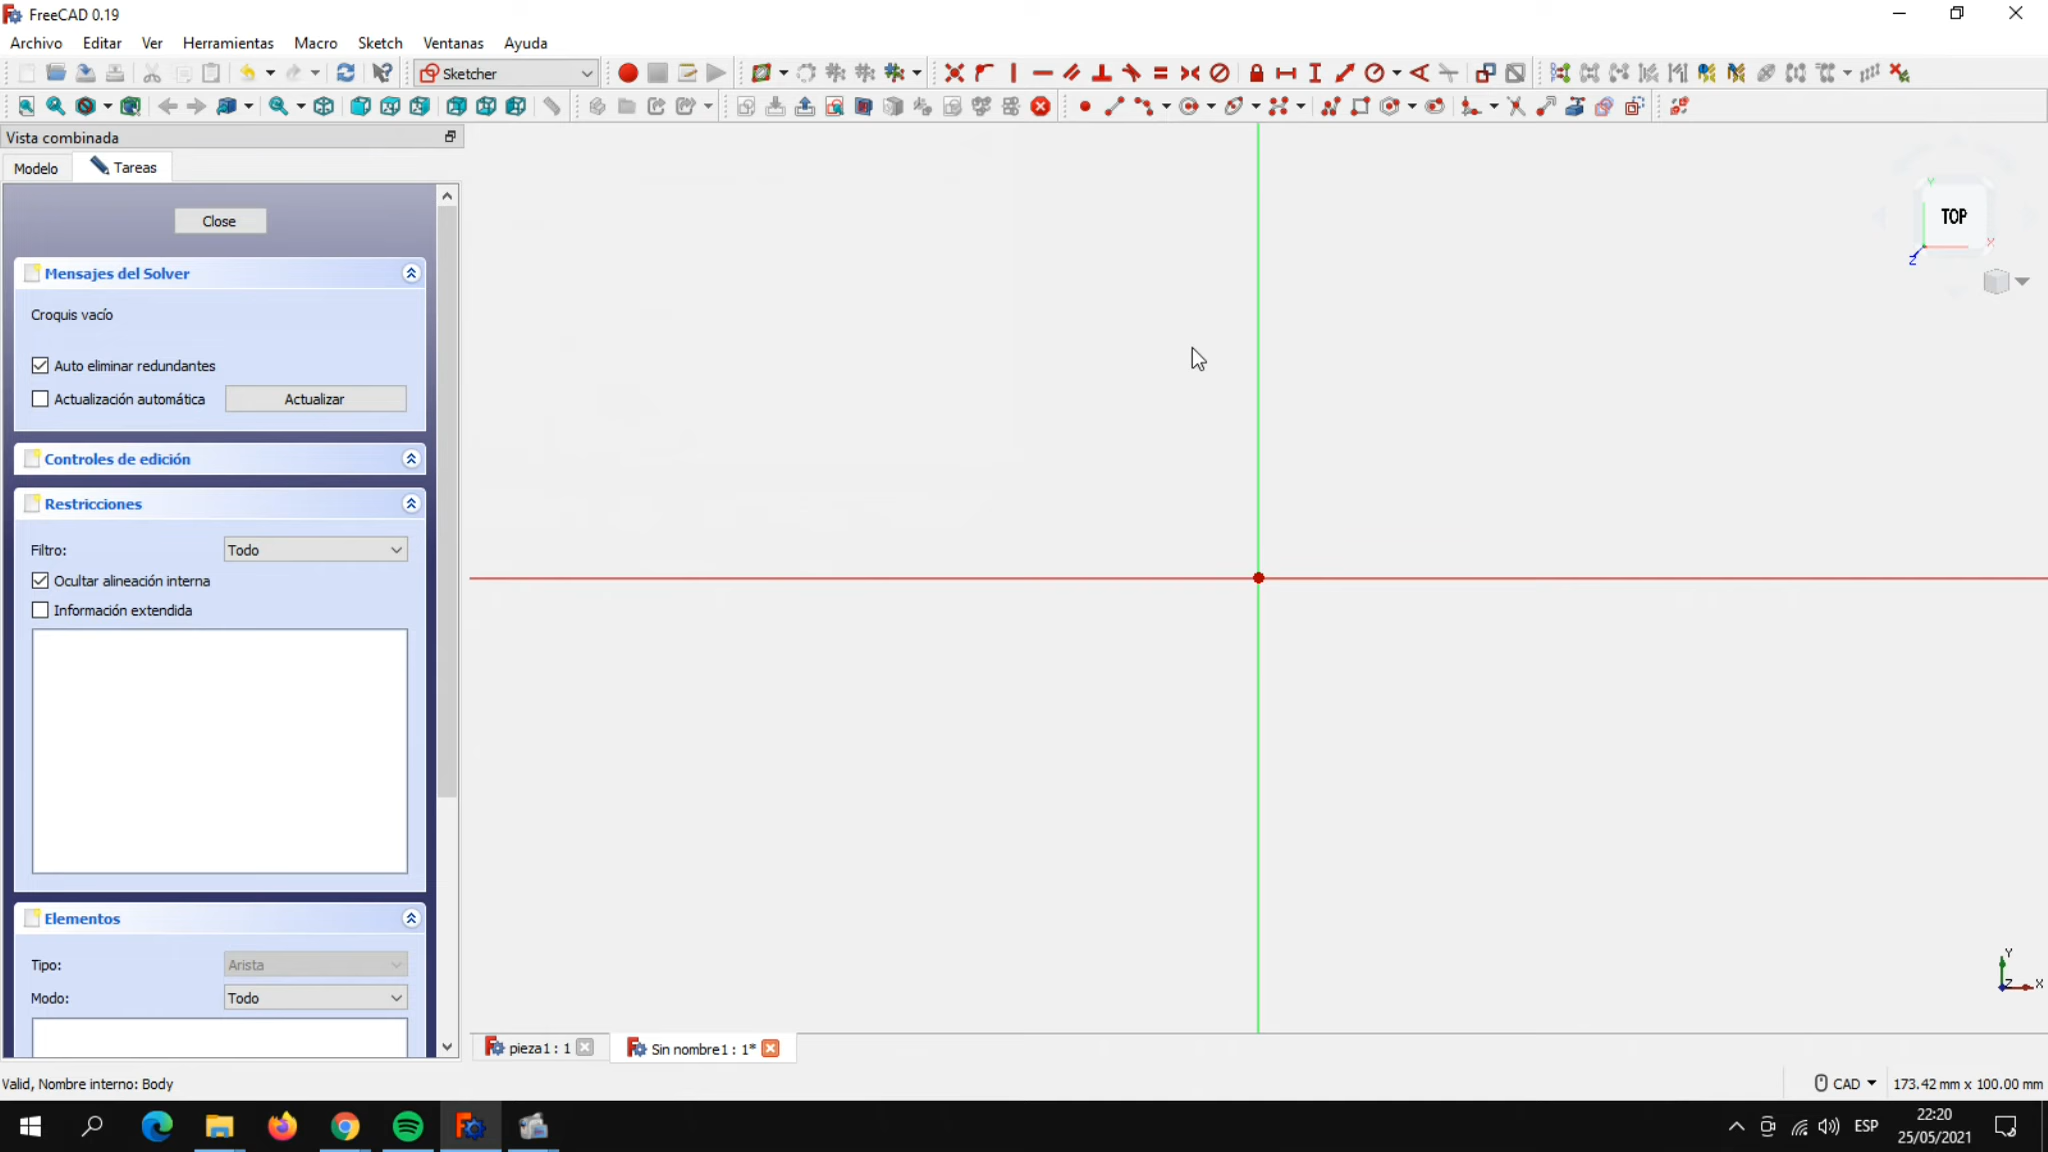 FreeCAD 0.19
Archivo Editar Ver Herramientas Macro Sketch Ventanas Ayuda
Sketcher
Vista combinada
Modelo Tareas
TOP
Y
X
Z
Close
Mensajes del Solver
Croquis vacío
Auto eliminar redundantes
Actualización automática Actualizar
Controles de edición
Restricciones
Filtro: Todo
Ocultar alineación interna
Información extendida
Elementos
Tipo: Arista
Modo: Todo
Y
Z X
pieza1 : 1 Sin nombre1 : 1*
Valid, Nombre interno: Body CAD 173.42 mm x 100.00 mm
ESP 22:20
25/05/2021